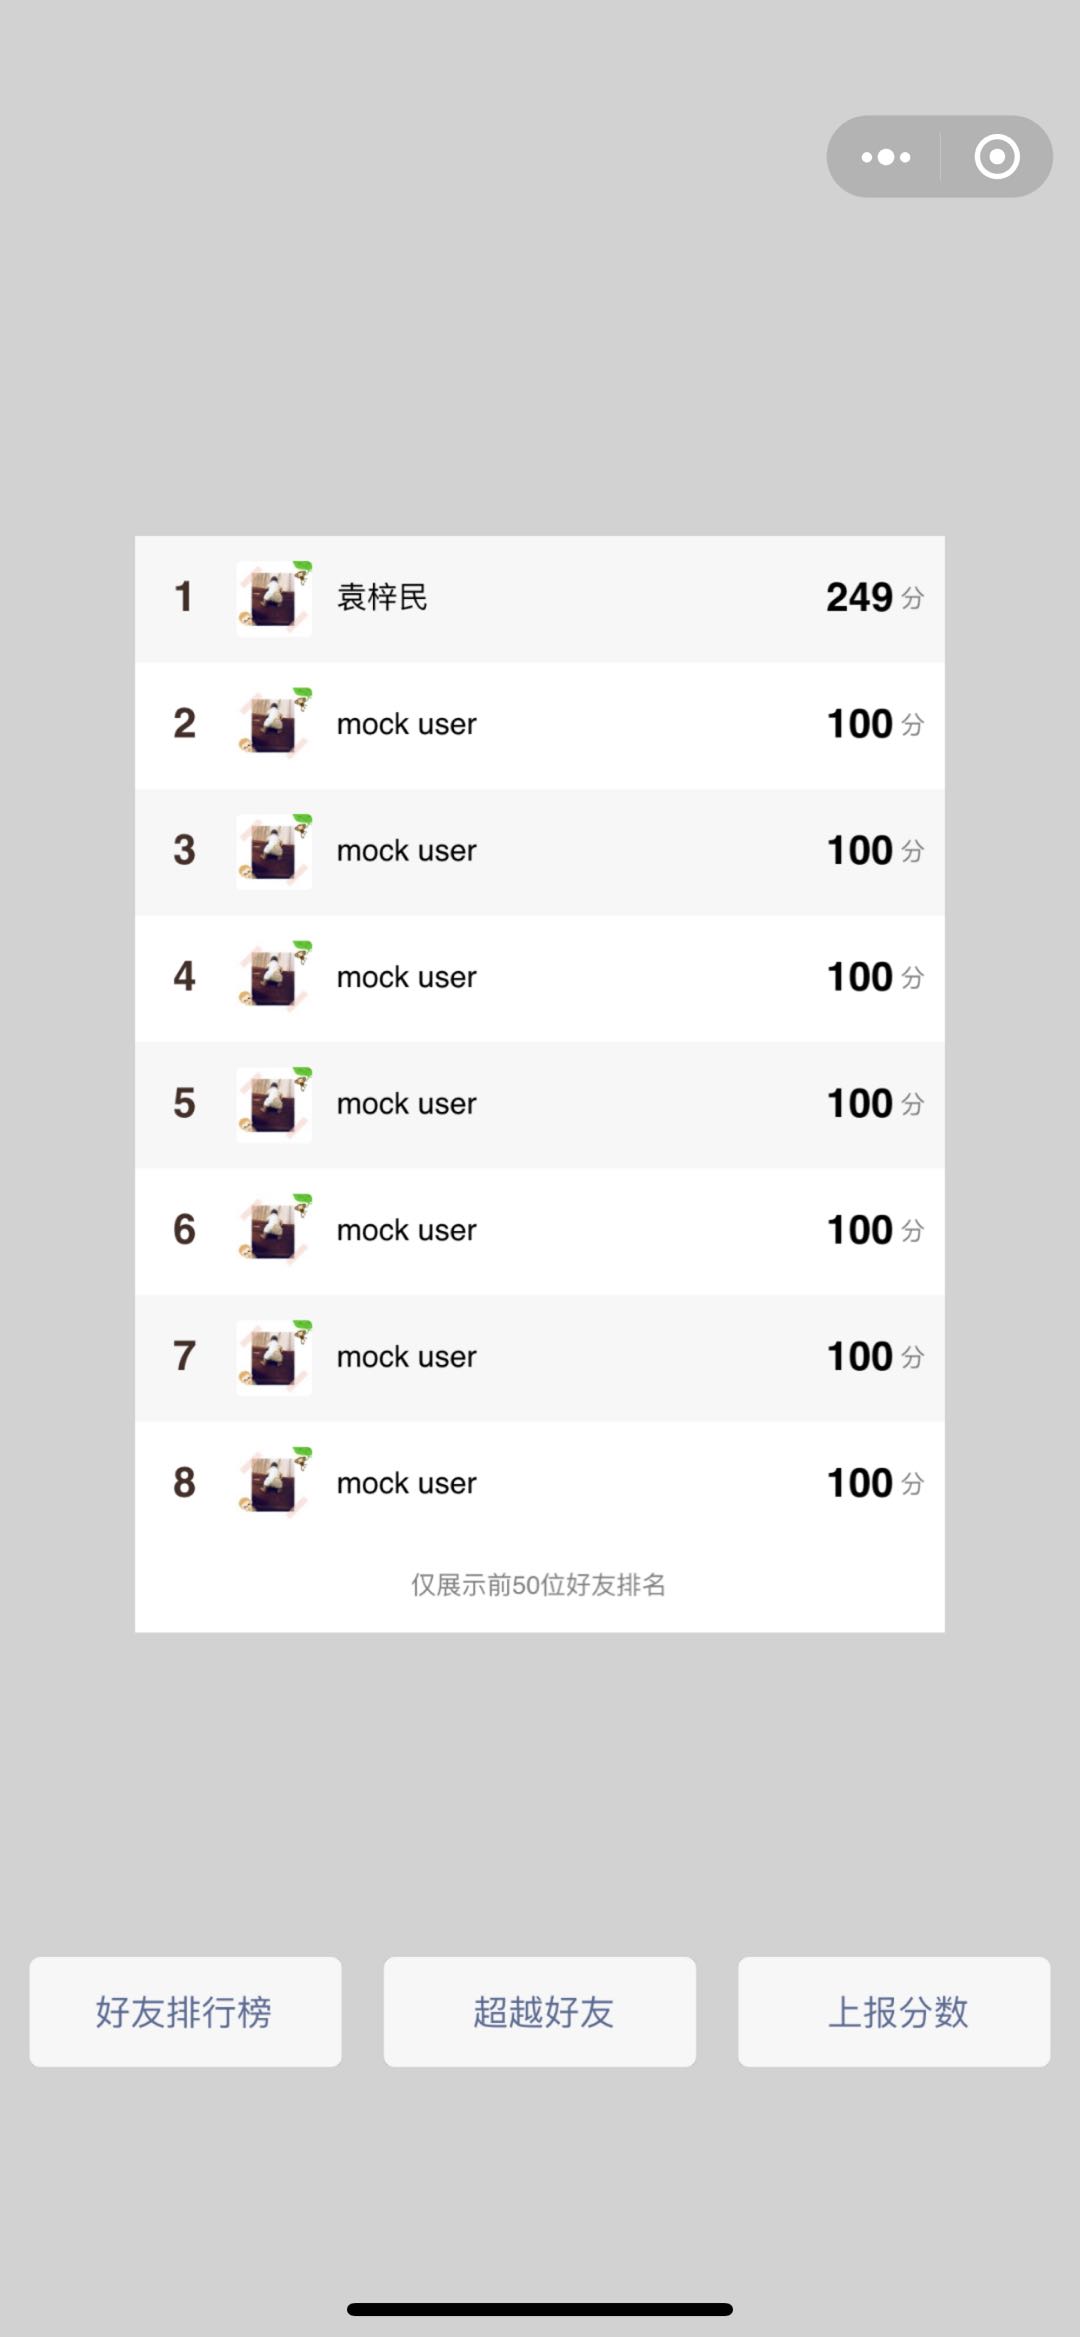 1 袁梓民 249 分
2 mock user 100 分
3 mock user 100 分
4 mock user 100 分
5 mock user 100 分
6 mock user 100 分
7 mock user 100 分
8 mock user 100 分
仅展示前50位好友排名
好友排行榜 超越好友 上报分数